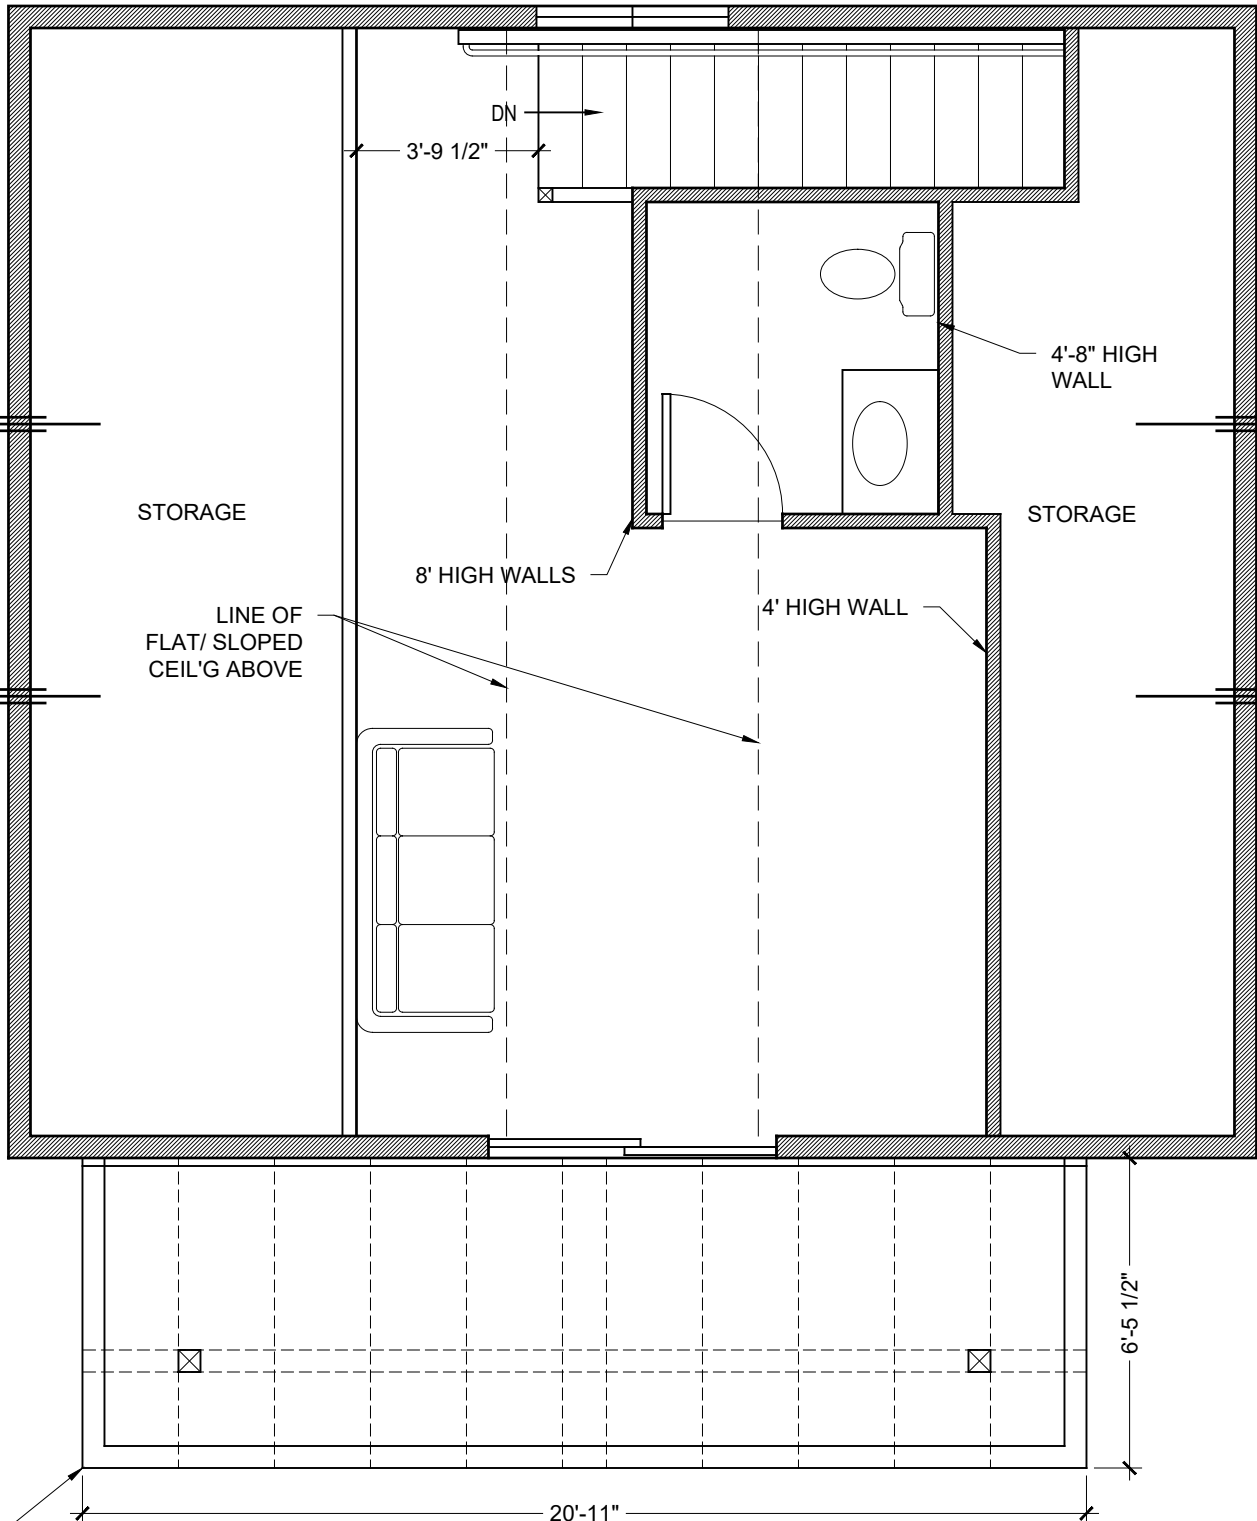 DN
3'-9 1/2"
4'-8" HIGH
WALL
STORAGE
STORAGE
8' HIGH WALLS
LINE OF
FLAT/ SLOPED
CEIL'G ABOVE
4' HIGH WALL
6'-5 1/2"
20'-11"